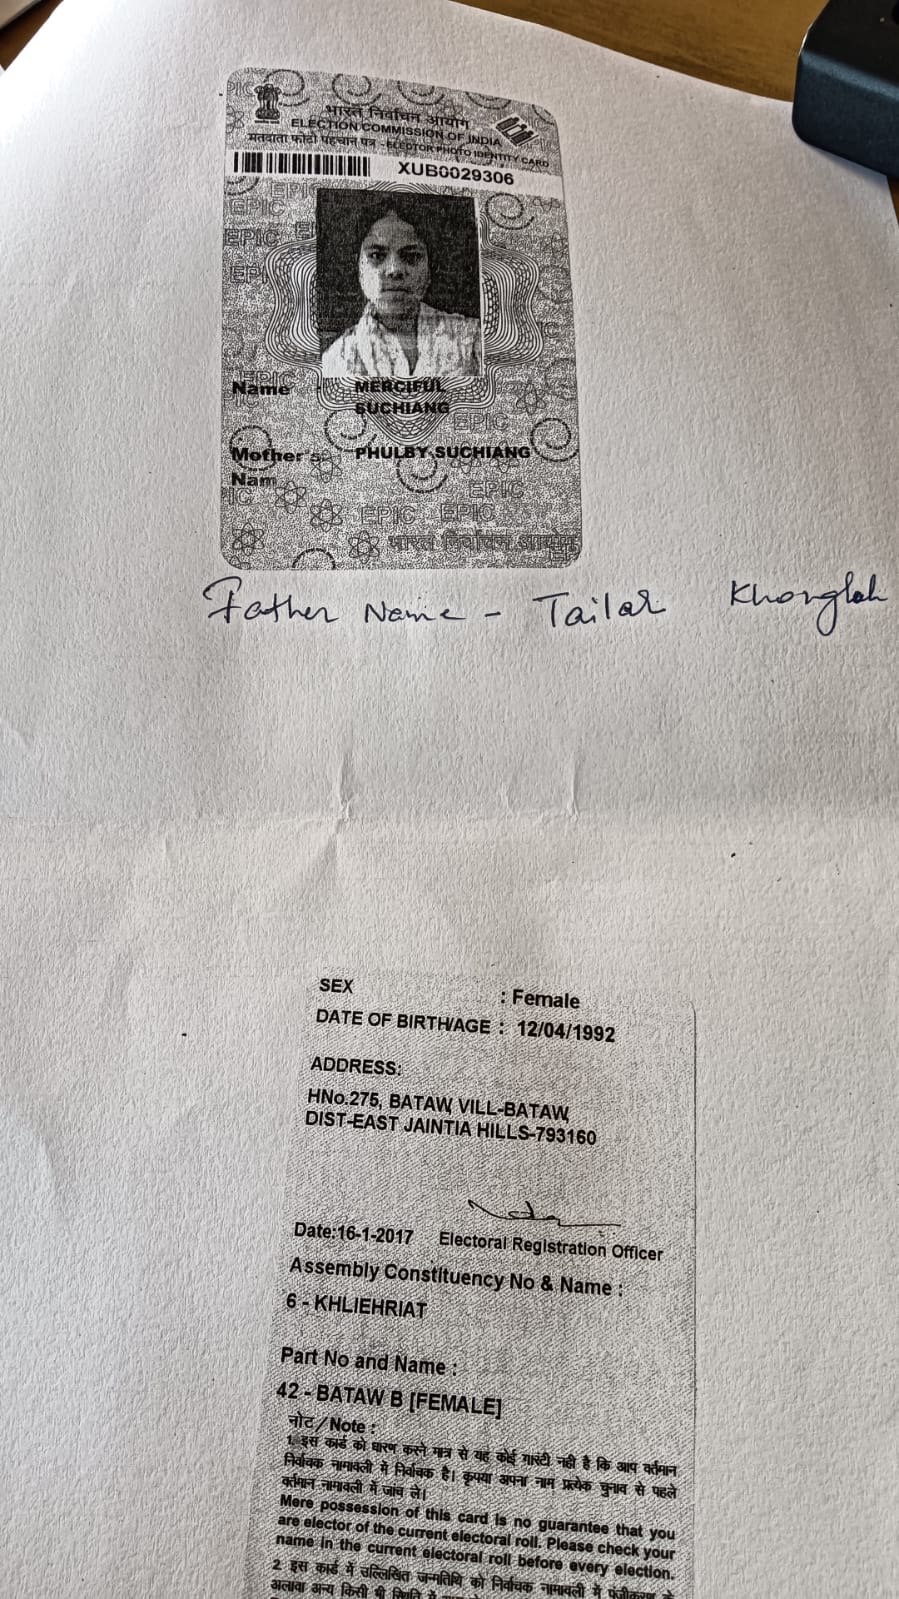 भारत निर्वाचन आयोग
ELECTION COMMISSION OF INDIA
मतदाता फोटो पहचान पत्र - ELECTOR PHOTO IDENTITY CARD
XUB0029306
Name : MERCIFUL
SUCHIANG
Mother's PHULBY SUCHIANG
Nam
भारत निर्वाचन आयोग
Father Name - Tailar Khonglah
SEX : Female
DATE OF BIRTH/AGE : 12/04/1992
ADDRESS:
HNo.275, BATAW, VILL-BATAW,
DIST-EAST JAINTIA HILLS-793160
Date:16-1-2017 Electoral Registration Officer
Assembly Constituency No & Name :
6 - KHLIEHRIAT
Part No and Name :
42 - BATAW B [FEMALE]
नोट/Note :
1. इस कार्ड को धारण करने मात्र से यह कोई गारंटी नही है कि आप वर्तमान
निर्वाचक नामावली मे निर्वाचक है। कृपया अपना नाम प्रत्येक चुनाव से पहले
वर्तमान नामावली में जांच ले।
Mere possession of this card is no guarantee that you
are elector of the current electoral roll. Please check your
name in the current electoral roll before every election.
2 इस कार्ड में उल्लिखित जन्मतिथि को निर्वाचक नामावली में पंजीकरण के
अलावा अन्य किसी भी स्थिति में